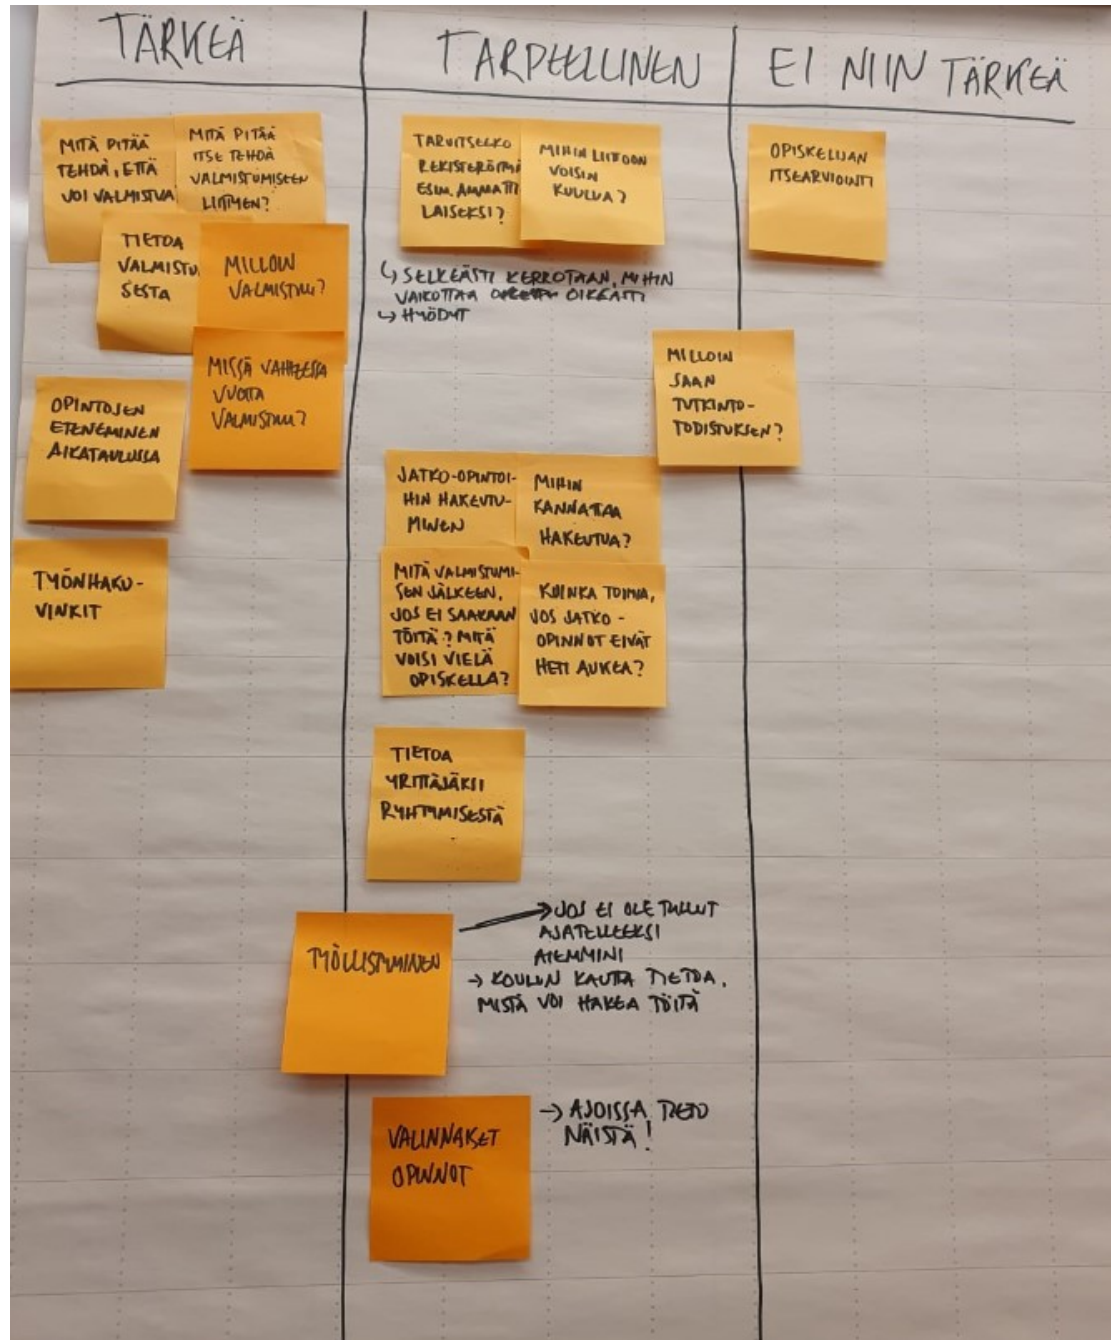 TÄRKEÄ
TARPEELLINEN
EI NIIN TÄRKEÄ
MITÄ PITÄÄ
TEHDÄ, ETTÄ
VOI VALMISTUA
MITÄ PITÄÄ
ITSE TEHDÄ
VALMISTUMISEEN
LIITTYEN?
TIETOA
VALMISTU
SESTA
MILLOIN
VALMISTUU?
MISSÄ VAIHEESSA
VUOTTA
VALMISTUU?
OPINTOJEN
ETENEMINEN
AIKATAULUSSA
TYÖNHAKU-
VINKIT
TARVITSEEKO
REKISTERÖITYÄ
ESIM. AMMATTI
LAISEKSI?
MIHIN LIITTOON
VOISIN
KUULUA?
↳ SELKEÄSTI KERROTAAN, MIHIN
VAIKUTTAA OIKEASTI
↳ HYÖDYT
MILLOIN
SAAN
TUTKINTO-
TODISTUKSEN?
JATKO-OPINTOI-
HIN HAKEUTU-
MINEN
MIHIN
KANNATTAA
HAKEUTUA?
MITÄ VALMISTUMI-
SEN JÄLKEEN,
JOS EI SAAKAAN
TÖITÄ? MITÄ
VOISI VIELÄ
OPISKELLA?
KUINKA TOIMIA,
JOS JATKO-
OPINNOT EIVÄT
HETI AUKEA?
TIETOA
YRITTÄJÄKSI
RYHTYMISESTÄ
TYÖLLISTYMINEN
→ JOS EI OLE TULLUT
AJATELLEEKSI
AIEMMINI
→ KOULUN KAUTTA TIETOA,
MISTÄ VOI HAKEA TÖITÄ
VALINNAISET
OPINNOT
→ AJOISSA TIETO
NÄISTÄ!
OPISKELIJAN
ITSEARVIOINTI